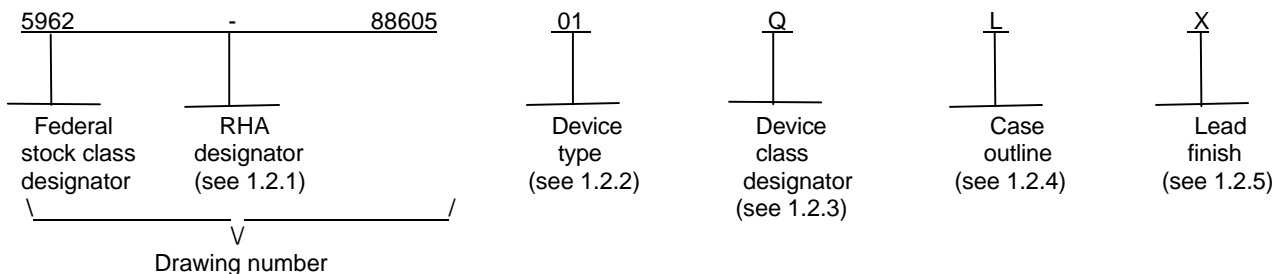 5962 - 88605 01 Q L X
Federal RHA Device Device Case Lead
stock class designator type class outline finish
designator (see 1.2.1) (see 1.2.2) designator (see 1.2.4) (see 1.2.5)
(see 1.2.3)
Drawing number